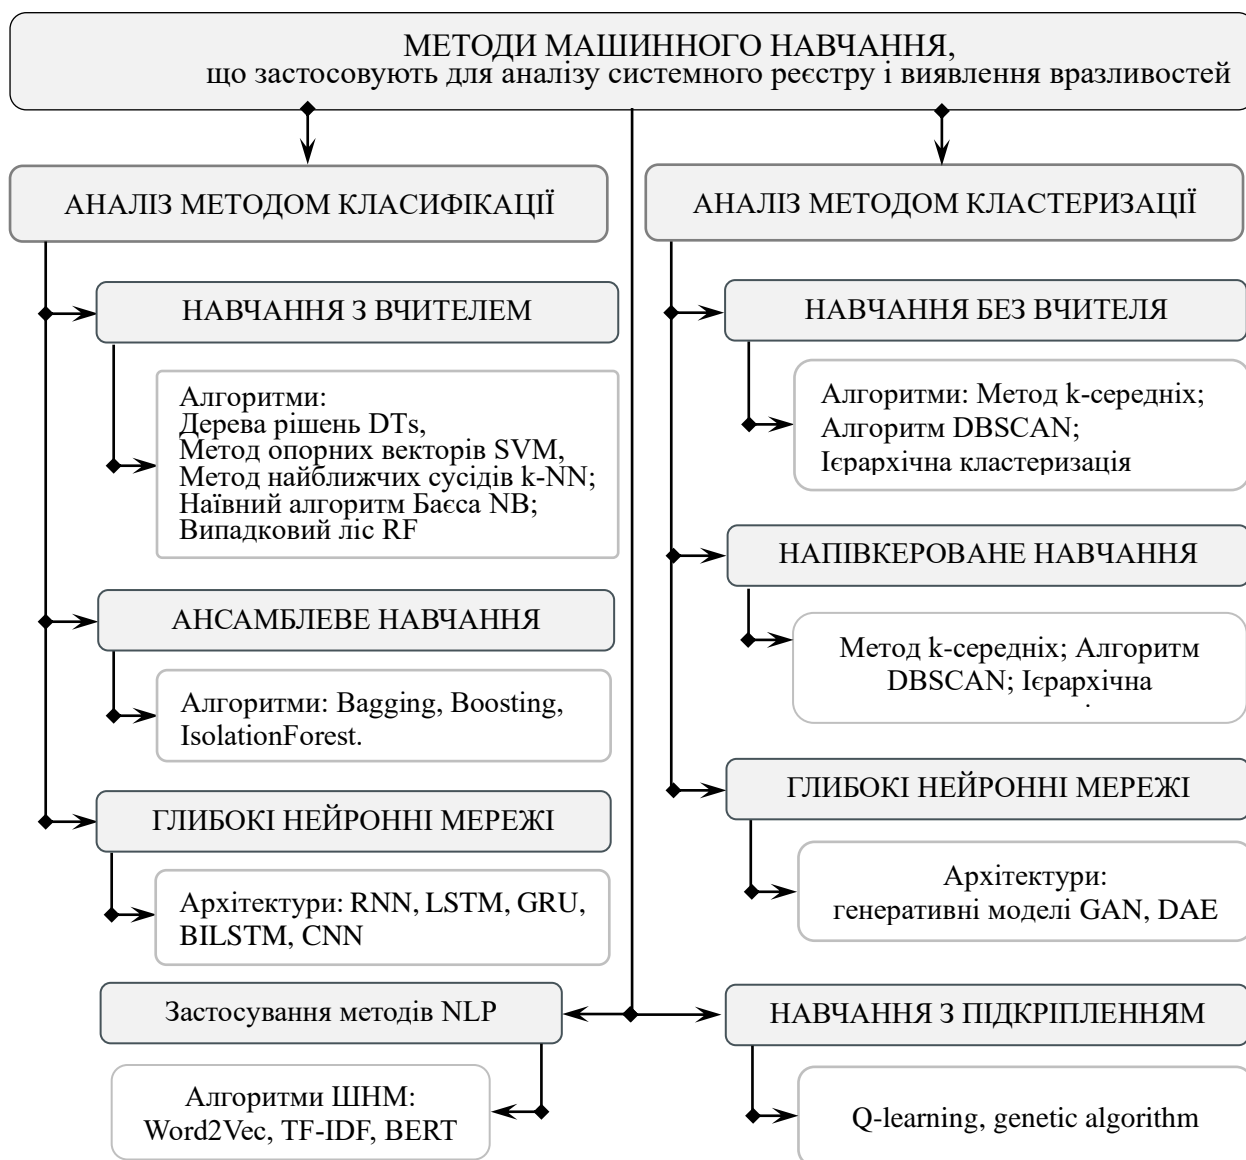 МЕТОДИ МАШИННОГО НАВЧАННЯ,
що застосовують для аналізу системного реєстру і виявлення вразливостей
АНАЛІЗ МЕТОДОМ КЛАСИФІКАЦІЇ
НАВЧАННЯ З ВЧИТЕЛЕМ
Алгоритми:
Дерева рішень DTs,
Метод опорних векторів SVM,
Метод найближчих сусідів k-NN;
Наївний алгоритм Баєса NB;
Випадковий ліс RF
АНСАМБЛЕВЕ НАВЧАННЯ
Алгоритми: Bagging, Boosting,
IsolationForest.
ГЛИБОКІ НЕЙРОННІ МЕРЕЖІ
Архітектури: RNN, LSTM, GRU,
BILSTM, CNN
Застосування методів NLP
Алгоритми ШНМ:
Word2Vec, TF-IDF, BERT
АНАЛІЗ МЕТОДОМ КЛАСТЕРИЗАЦІЇ
НАВЧАННЯ БЕЗ ВЧИТЕЛЯ
Алгоритми: Метод k-середніх;
Алгоритм DBSCAN;
Ієрархічна кластеризація
НАПІВКЕРОВАНЕ НАВЧАННЯ
Метод k-середніх; Алгоритм
DBSCAN; Ієрархічна
ГЛИБОКІ НЕЙРОННІ МЕРЕЖІ
Архітектури:
генеративні моделі GAN, DAE
НАВЧАННЯ З ПІДКРІПЛЕННЯМ
Q-learning, genetic algorithm